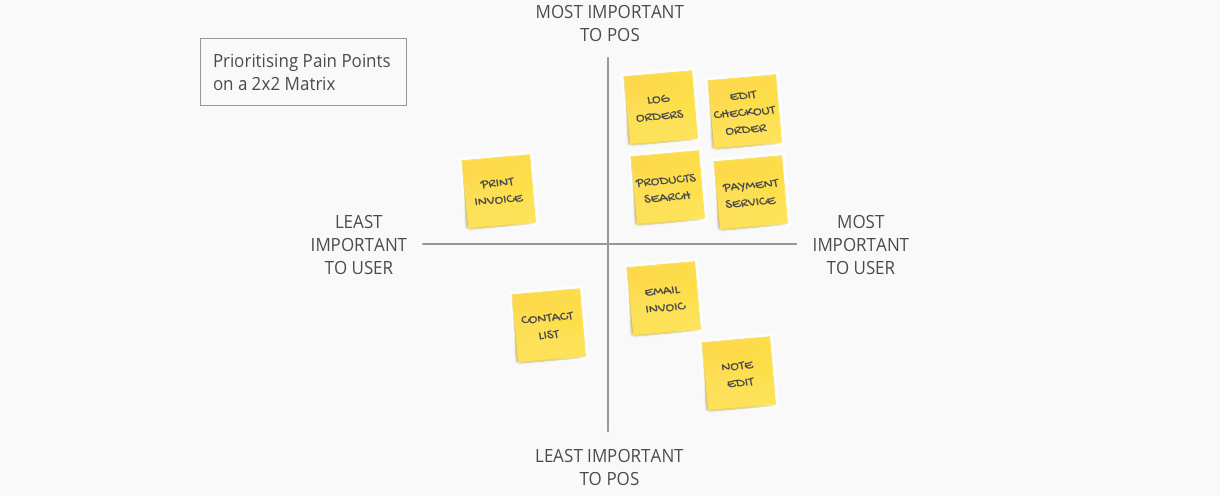 MOST IMPORTANT
TO POS
Prioritising Pain Points
on a 2x2 Matrix
LOG
ORDERS
EDIT
CHECKOUT
ORDER
PRINT
INVOICE
PRODUCTS
SEARCH
PAYMENT
SERVICE
LEAST
IMPORTANT
TO USER
MOST
IMPORTANT
TO USER
CONTACT
LIST
EMAIL
INVOIC
NOTE
EDIT
LEAST IMPORTANT
TO POS